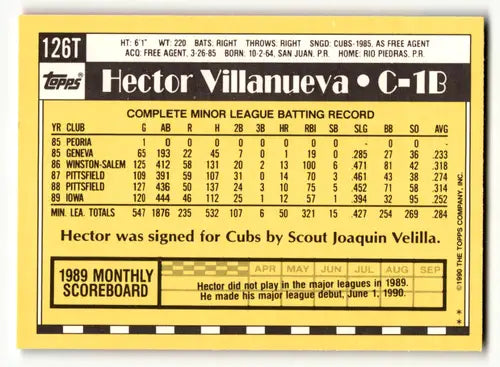 126T
HT: 6'1" WT: 220 BATS: RIGHT THROWS: RIGHT SNGD: CUBS-1985, AS FREE AGENT
ACQ: FREE AGENT, 3-26-85 BORN: 10-2-64, SAN JUAN, P.R. HOME: RIO PIEDRAS, P.R.
Topps Hector Villanueva • C-1B
COMPLETE MINOR LEAGUE BATTING RECORD
YR CLUB G AB R H 2B 3B HR RBI SB SLG BB SO AVG
85 PEORIA 1 0 0 0 0 0 0 0 0 — 0 0 —
85 GENEVA 65 193 22 45 7 0 1 19 0 .285 27 36 .233
86 WINSTON-SALEM 125 412 58 131 20 2 13 100 6 .471 81 42 .318
87 PITTSFIELD 109 391 59 107 31 0 14 70 3 .461 43 38 .274
88 PITTSFIELD 127 436 50 137 24 3 10 75 5 .452 71 58 .314
89 IOWA 120 444 46 112 25 1 12 57 1 .394 32 95 .252
MIN. LEA. TOTALS 547 1876 235 532 107 6 50 321 15 .427 254 269 .284
Hector was signed for Cubs by Scout Joaquin Velilla.
1989 MONTHLY
SCOREBOARD
APR MAY JUN JUL AUG SEP
Hector did not play in the major leagues in 1989.
He made his major league debut, June 1, 1990.
* * ©1990 THE TOPPS COMPANY, INC.